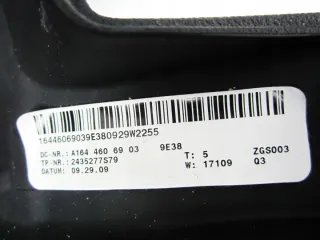 16446069039E380929W2255
DC-NR.: A164 460 69 03 9E38
TF-NR.: 2435277S79 T: 5 ZGS003
DATUM: 09.29.09 W: 17109 Q3